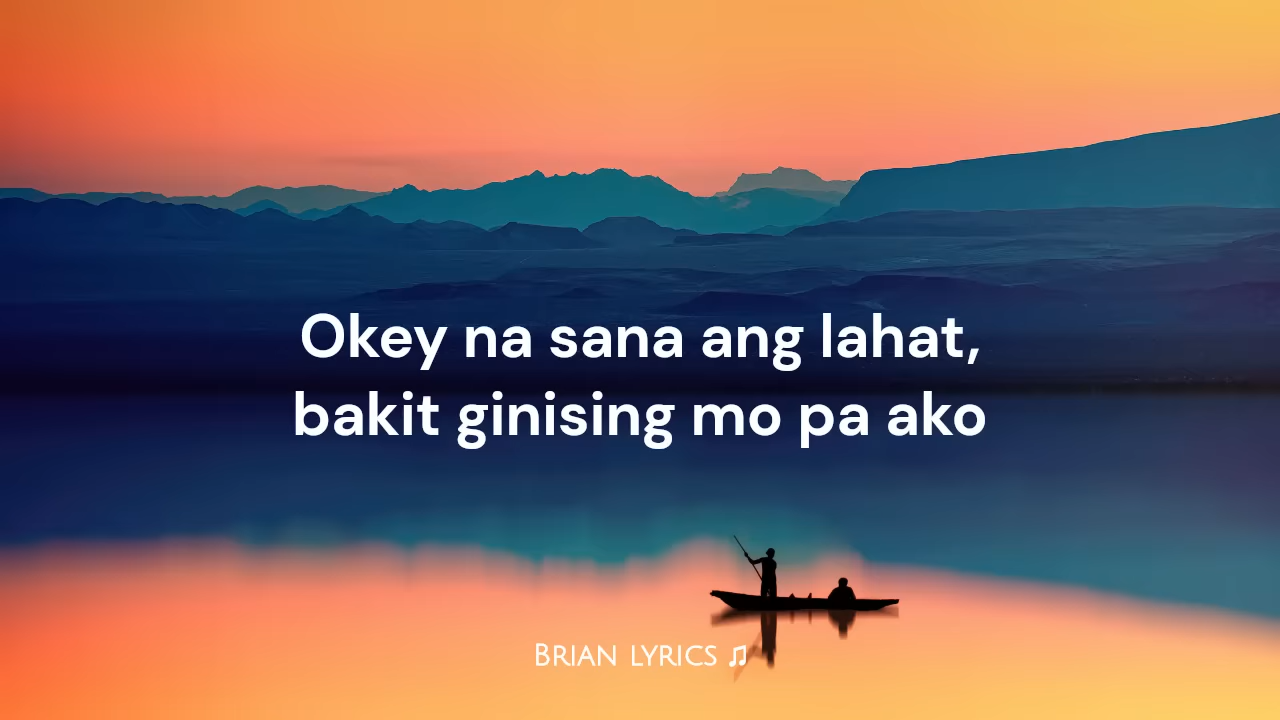 Okey na sana ang lahat,
bakit ginising mo pa ako
BRIAN LYRICS ♫